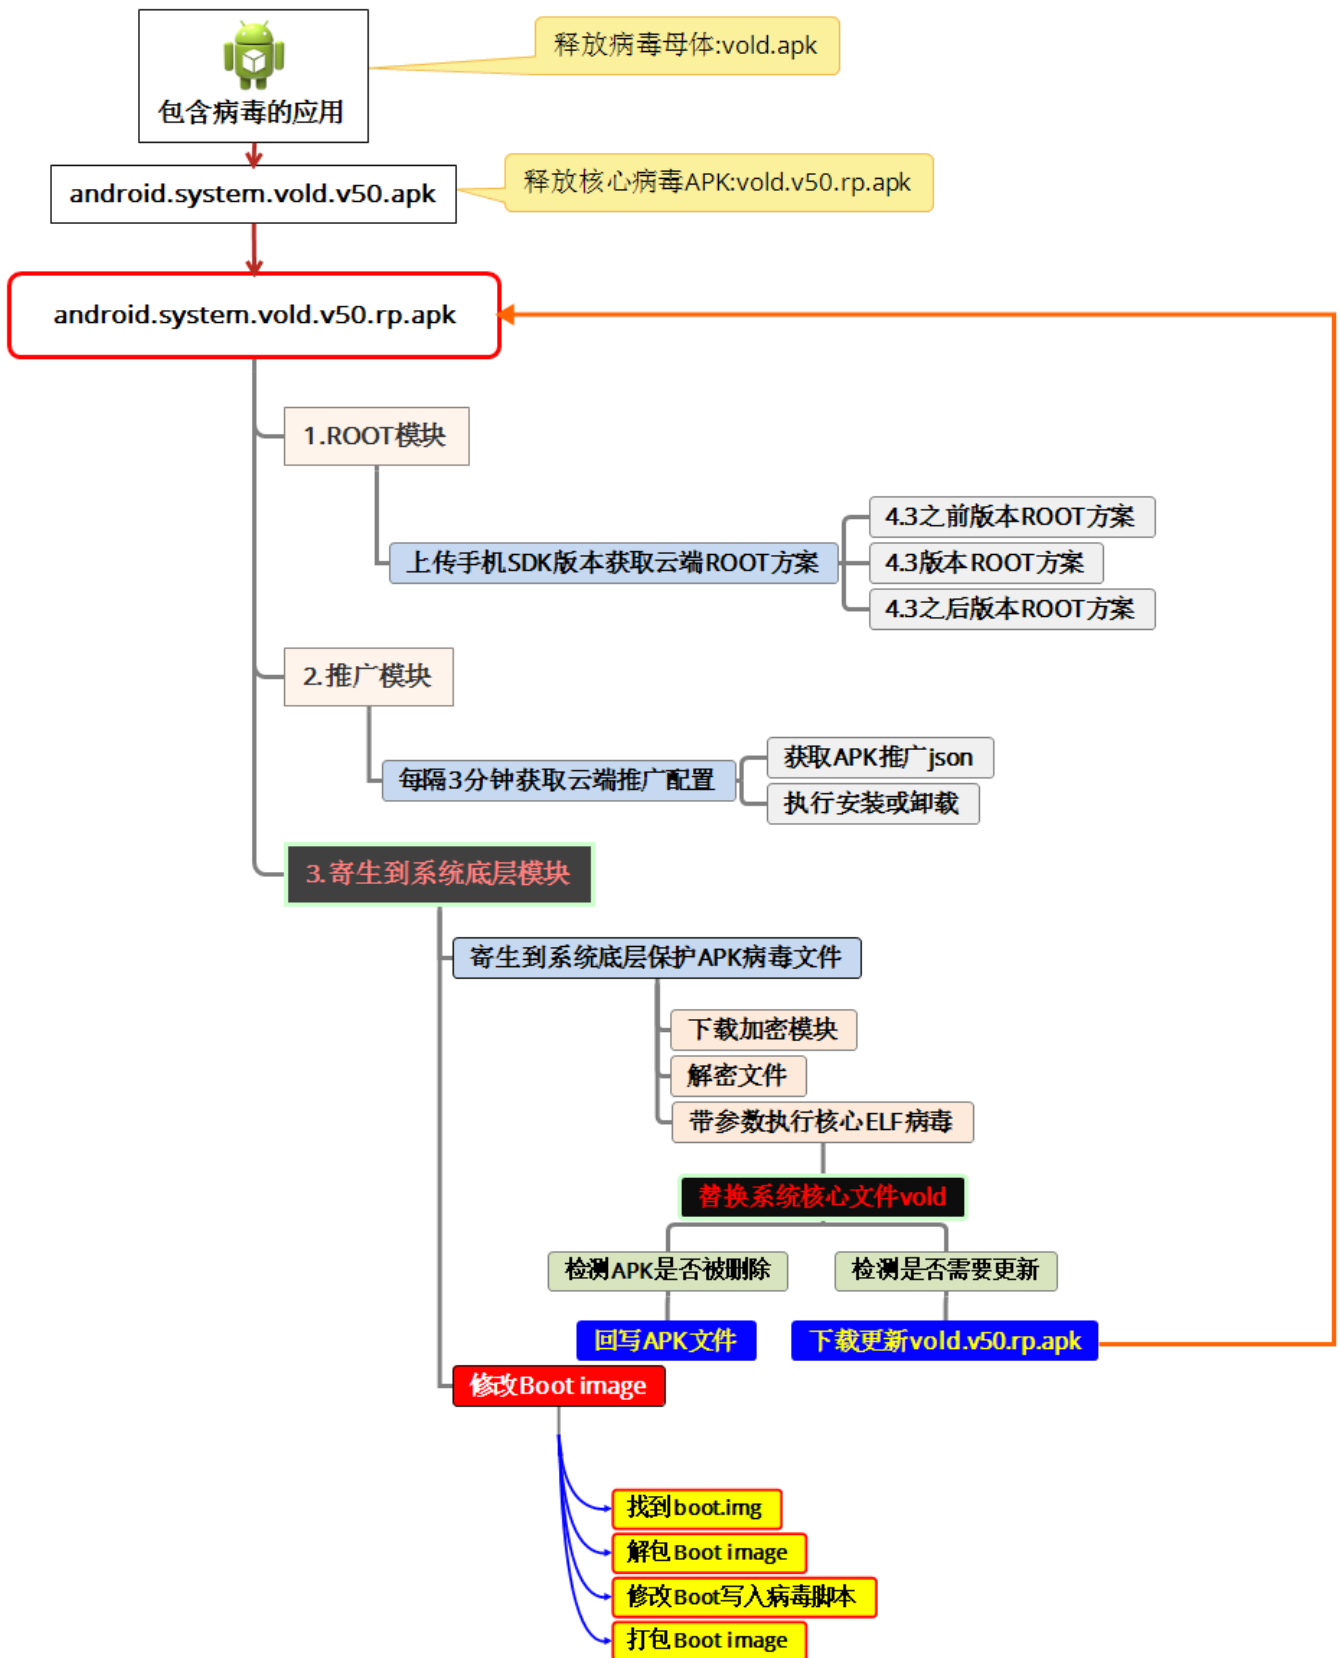 释放病毒母体:vold.apk
包含病毒的应用
释放核心病毒APK:vold.v50.rp.apk
android.system.vold.v50.apk
android.system.vold.v50.rp.apk
1.ROOT模块
4.3之前版本ROOT方案
上传手机SDK版本获取云端ROOT方案
4.3版本ROOT方案
4.3之后版本ROOT方案
2.推广模块
获取APK推广json
每隔3分钟获取云端推广配置
执行安装或卸载
3.寄生到系统底层模块
寄生到系统底层保护APK病毒文件
下载加密模块
解密文件
带参数执行核心ELF病毒
替换系统核心文件vold
检测APK是否被删除
检测是否需要更新
回写APK文件
下载更新vold.v50.rp.apk
修改Boot image
找到boot.img
解包Boot image
修改Boot写入病毒脚本
打包Boot image